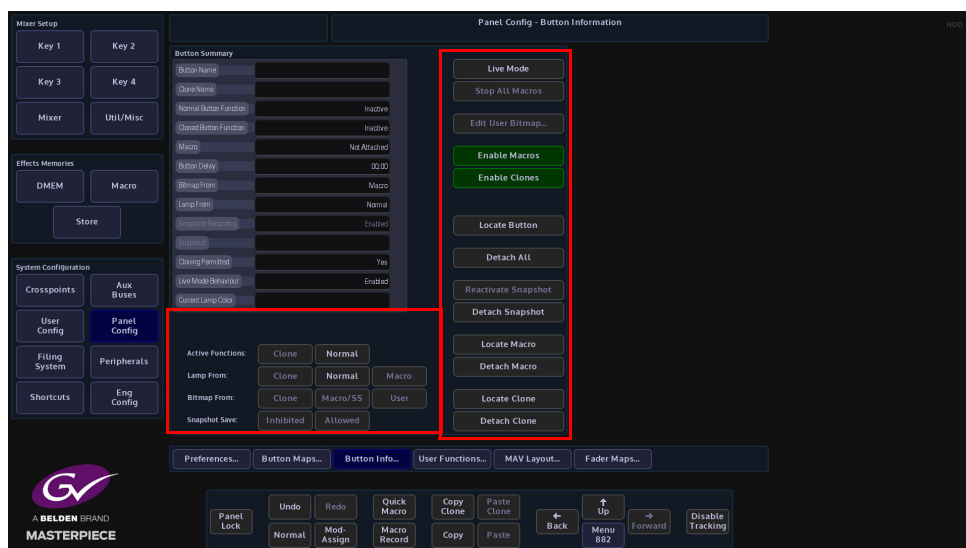 Mixer Setup
Panel Config - Button Information
HDD
Key 1
Key 2
Key 3
Key 4
Mixer
Util/Misc
Effects Memories
DMEM
Macro
Store
System Configuration
Crosspoints
Aux
Buses
User
Config
Panel
Config
Filing
System
Peripherals
Shortcuts
Eng
Config
Button Summary
Button Name
Clone Name
Normal Button Function
Inactive
Cloned Button Function
Inactive
Macro
Not Attached
Button Delay
00:00
Bitmap From
Macro
Lamp From
Normal
Snapshot Recording
Enabled
Snapshot
Cloning Permitted
Yes
Live Mode Behaviour
Enabled
Current Lamp Color
Active Functions:
Clone
Normal
Lamp From:
Clone
Normal
Macro
Bitmap From:
Clone
Macro/SS
User
Snapshot Save:
Inhibited
Allowed
Live Mode
Stop All Macros
Edit User Bitmap...
Enable Macros
Enable Clones
Locate Button
Detach All
Reactivate Snapshot
Detach Snapshot
Locate Macro
Detach Macro
Locate Clone
Detach Clone
Preferences...
Button Maps...
Button Info...
User Functions...
MAV Layout...
Fader Maps...
GV
A BELDEN BRAND
MASTERPIECE
Panel
Lock
Undo
Redo
Quick
Macro
Copy
Clone
Paste
Clone
Normal
Mod-
Assign
Macro
Record
Copy
Paste
← Back
↑ Up
Menu
882
→ Forward
Disable
Tracking